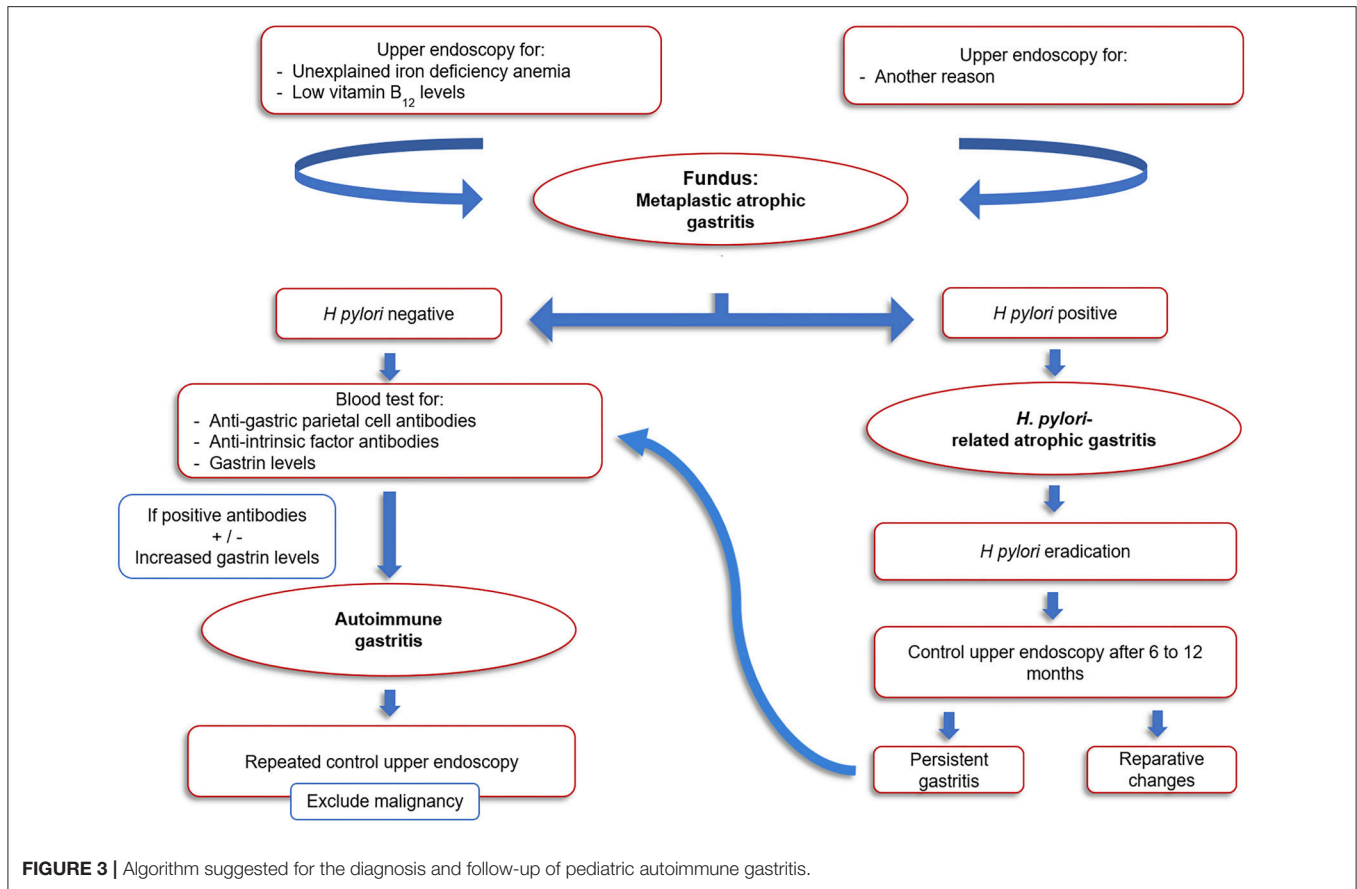 Upper endoscopy for:
- Unexplained iron deficiency anemia
- Low vitamin B12 levels
Upper endoscopy for:
- Another reason
Fundus:
Metaplastic atrophic
gastritis
H pylori negative
H pylori positive
Blood test for:
- Anti-gastric parietal cell antibodies
- Anti-intrinsic factor antibodies
- Gastrin levels
H. pylori-
related atrophic gastritis
If positive antibodies
+ / -
Increased gastrin levels
H pylori eradication
Autoimmune
gastritis
Control upper endoscopy after 6 to 12
months
Repeated control upper endoscopy
Exclude malignancy
Persistent
gastritis
Reparative
changes
FIGURE 3 | Algorithm suggested for the diagnosis and follow-up of pediatric autoimmune gastritis.